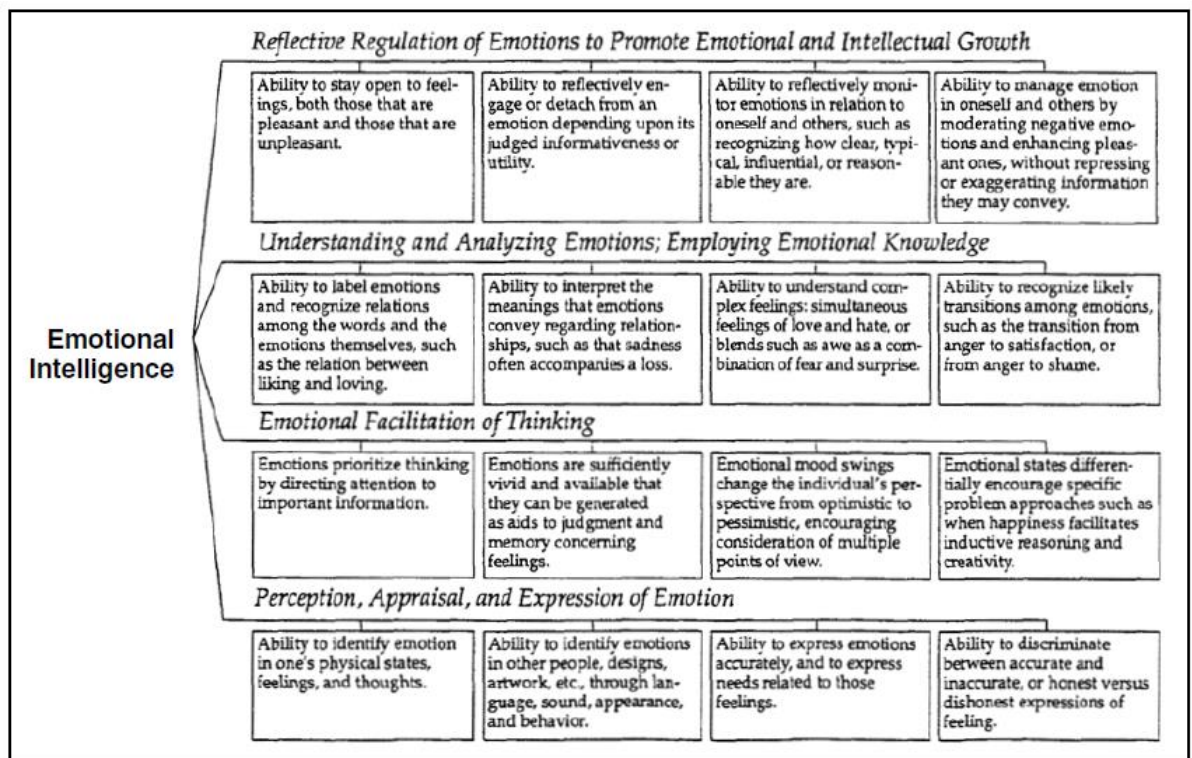 Reflective Regulation of Emotions to Promote Emotional and Intellectual Growth
Ability to stay open to feel-
ings, both those that are
pleasant and those that are
unpleasant.
Ability to reflectively
engage or detach from an
emotion depending upon its
judged informativeness or
utility.
Ability to reflectively moni-
tor emotions in relation to
oneself and others, such as
recognizing how clear, typi-
cal, influential, or reason-
able they are.
Ability to manage emotion
in oneself and others by
moderating negative emo-
tions and enhancing pleas-
ant ones, without repressing
or exaggerating information
they may convey.
Understanding and Analyzing Emotions; Employing Emotional Knowledge
Ability to label emotions
and recognize relations
among the words and the
emotions themselves, such
as the relation between
liking and loving.
Ability to interpret the
meanings that emotions
convey regarding relation-
ships, such as that sadness
often accompanies a loss.
Ability to understand com-
plex feelings: simultaneous
feelings of love and hate, or
blends such as awe as a com-
bination of fear and surprise.
Ability to recognize likely
transitions among emotions,
such as the transition from
anger to satisfaction, or
from anger to shame.
Emotional
Intelligence
Emotional Facilitation of Thinking
Emotions prioritize thinking
by directing attention to
important information.
Emotions are sufficiently
vivid and available that
they can be generated
as aids to judgment and
memory concerning
feelings.
Emotional mood swings
change the individual's per-
spective from optimistic to
pessimistic, encouraging
consideration of multiple
points of view.
Emotional states differen-
tially encourage specific
problem approaches such as
when happiness facilitates
inductive reasoning and
creativity.
Perception, Appraisal, and Expression of Emotion
Ability to identify emotion
in one's physical states,
feelings, and thoughts.
Ability to identify emotions
in other people, designs,
artwork, etc., through lan-
guage, sound, appearance,
and behavior.
Ability to express emotions
accurately, and to express
needs related to those
feelings.
Ability to discriminate
between accurate and
inaccurate, or honest versus
dishonest expressions of
feeling.